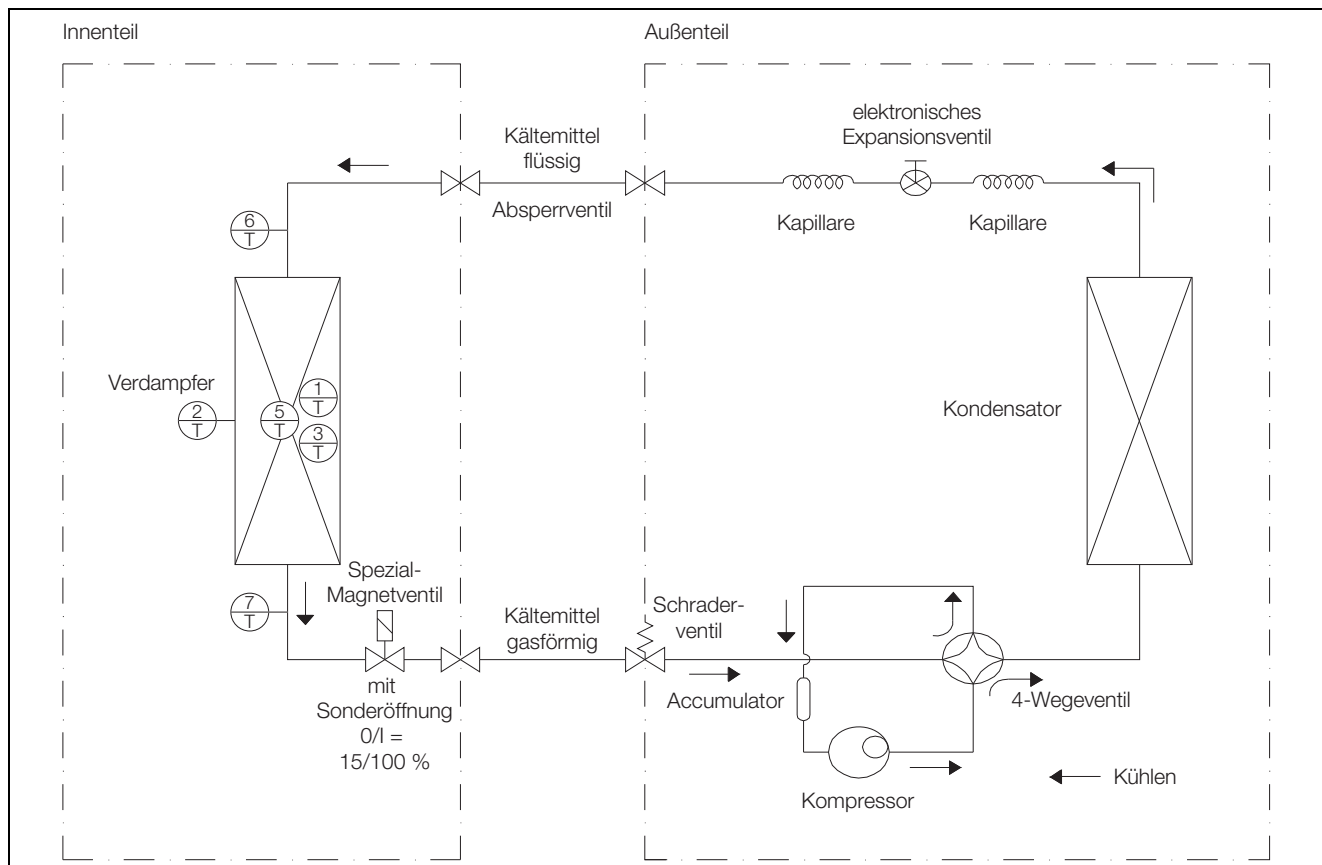 Innenteil
Außenteil
elektronisches
Expansionsventil
Kältemittel
flüssig
Absperrventil
Kapillare
Kapillare
6
T
Verdampfer
1
T
2
T
5
T
3
T
Kondensator
Spezial-
Magnetventil
7
T
Kältemittel
gasförmig
Schrader-
ventil
mit
Sonderöffnung
0/I =
15/100 %
Accumulator
4-Wegeventil
Kompressor
Kühlen